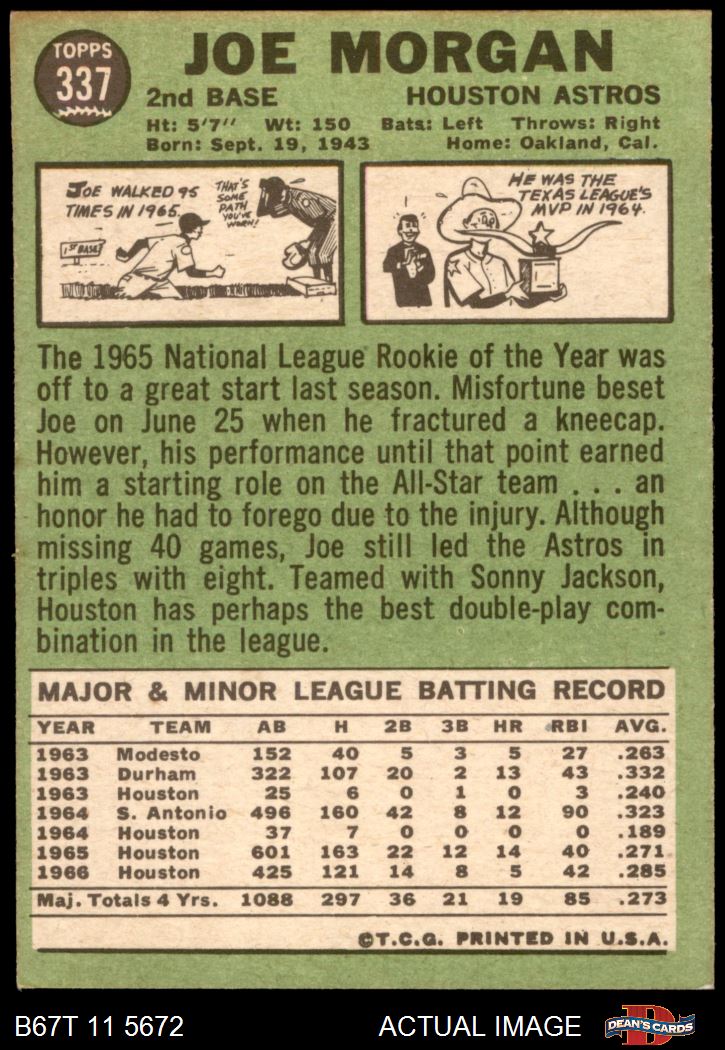 TOPPS
337
JOE MORGAN
2nd BASE HOUSTON ASTROS
Ht: 5'7" Wt: 150 Bats: Left Throws: Right
Born: Sept. 19, 1943 Home: Oakland, Cal.
JOE WALKED 95
TIMES IN 1965.
THAT'S
SOME
PATH
YOU'VE
WORN!
1ST BASE
HE WAS THE
TEXAS LEAGUE'S
MVP IN 1964.
The 1965 National League Rookie of the Year was
off to a great start last season. Misfortune beset
Joe on June 25 when he fractured a kneecap.
However, his performance until that point earned
him a starting role on the All-Star team . . . an
honor he had to forego due to the injury. Although
missing 40 games, Joe still led the Astros in
triples with eight. Teamed with Sonny Jackson,
Houston has perhaps the best double-play com-
bination in the league.
MAJOR & MINOR LEAGUE BATTING RECORD
YEAR TEAM AB H 2B 3B HR RBI AVG.
1963 Modesto 152 40 5 3 5 27 .263
1963 Durham 322 107 20 2 13 43 .332
1963 Houston 25 6 0 1 0 3 .240
1964 S. Antonio 496 160 42 8 12 90 .323
1964 Houston 37 7 0 0 0 0 .189
1965 Houston 601 163 22 12 14 40 .271
1966 Houston 425 121 14 8 5 42 .285
Maj. Totals 4 Yrs. 1088 297 36 21 19 85 .273
©T.C.G. PRINTED IN U.S.A.
B67T 11 5672 ACTUAL IMAGE
DEAN'S CARDS